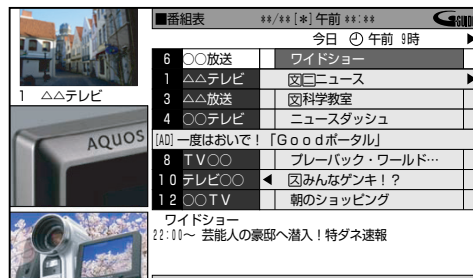 ■番組表 **/**[*]午前**:** G-GUIDE
今日 午前 9時 ▶
6 ○○放送 ワイドショー
1 △△テレビ 文二ニュース ▶
3 △△放送 文科学教室
4 ○○テレビ ニュースダッシュ
[AD] 一度はおいで！「Ｇｏｏｄポータル」
8 ＴＶ○○ プレーバック・ワールド…
10 テレビ○○ ◀ スみんなゲンキ！？
12 ○○ＴＶ 朝のショッピング
ワイドショー
22:00～ 芸能人の豪邸へ潜入！特ダネ速報
1 △△テレビ
AQUOS